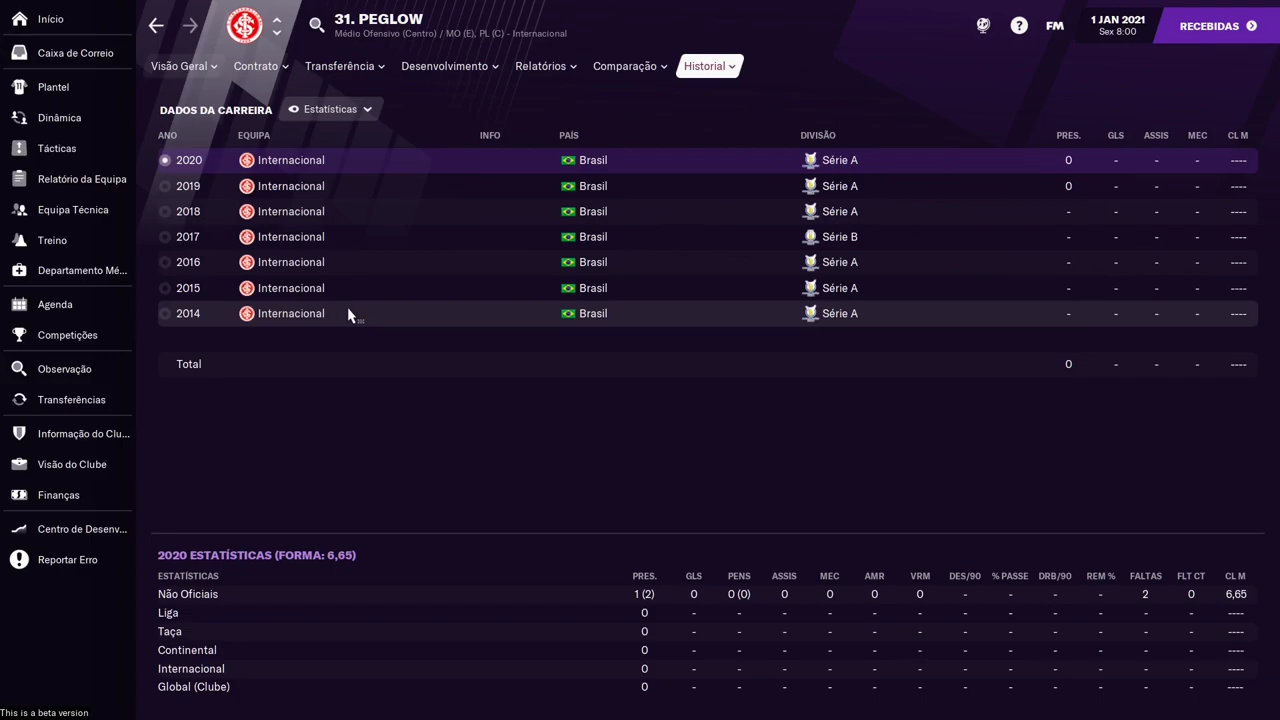 Início
Caixa de Correio
Plantel
Dinâmica
Tácticas
Relatório da Equipa
Equipa Técnica
Treino
Departamento Mé...
Agenda
Competições
Observação
Transferências
Informação do Clu...
Visão do Clube
Finanças
Centro de Desenv...
Reportar Erro
This is a beta version
31. PEGLOW
Médio Ofensivo (Centro) / MO (E), PL (C) - Internacional
FM
1 JAN 2021
Sex 8:00
RECEBIDAS
Visão Geral Contrato Transferência Desenvolvimento Relatórios Comparação Historial
DADOS DA CARREIRA Estatísticas
ANO EQUIPA INFO PAÍS DIVISÃO PRES. GLS ASSIS MEC CL M
2020 Internacional Brasil Série A 0 - - - ----
2019 Internacional Brasil Série A 0 - - - ----
2018 Internacional Brasil Série A - - - - ----
2017 Internacional Brasil Série B - - - - ----
2016 Internacional Brasil Série A - - - - ----
2015 Internacional Brasil Série A - - - - ----
2014 Internacional Brasil Série A - - - - ----
Total 0 - - - ----
2020 ESTATÍSTICAS (FORMA: 6,65)
ESTATÍSTICAS PRES. GLS PENS ASSIS MEC AMR VRM DES/90 % PASSE DRB/90 REM % FALTAS FLT CT CL M
Não Oficiais 1 (2) 0 0 (0) 0 0 0 0 - - - - 2 0 6,65
Liga 0 - - - - - - - - - - - - ----
Taça 0 - - - - - - - - - - - - ----
Continental 0 - - - - - - - - - - - - ----
Internacional 0 - - - - - - - - - - - - ----
Global (Clube) 0 - - - - - - - - - - - - ----